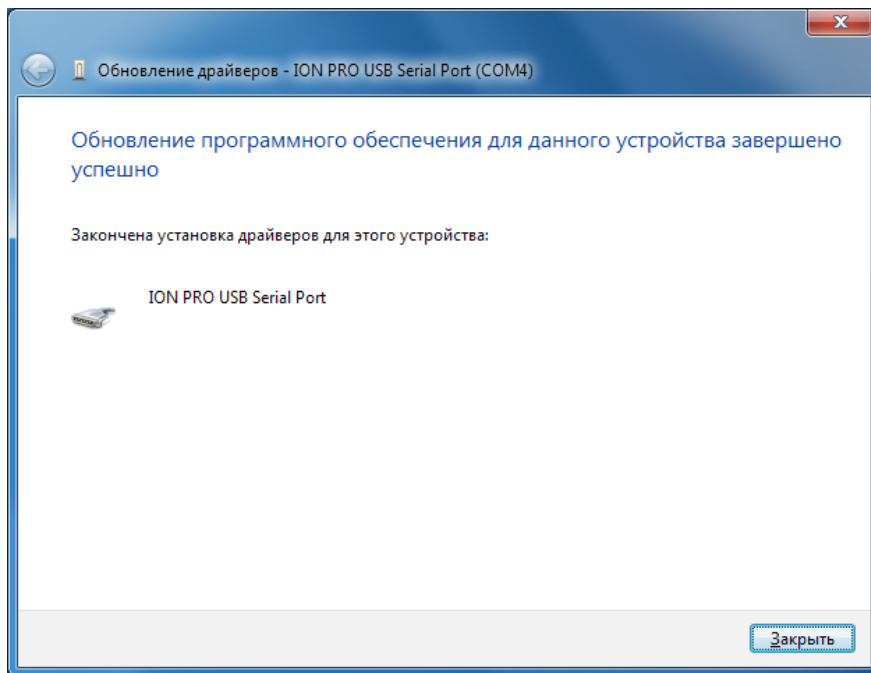 Обновление драйверов - ION PRO USB Serial Port (COM4)
Обновление программного обеспечения для данного устройства завершено
успешно
Закончена установка драйверов для этого устройства:
ION PRO USB Serial Port
Закрыть